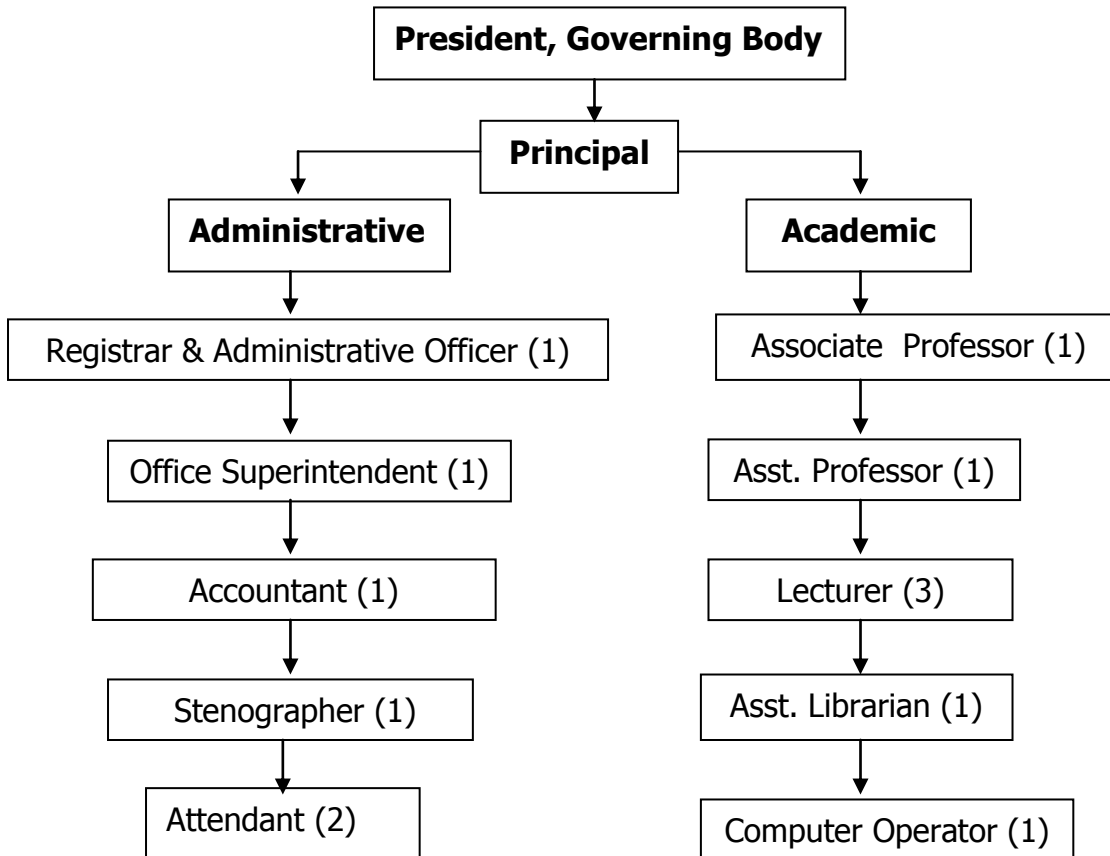 President, Governing Body
Principal
Administrative
Academic
Registrar & Administrative Officer (1)
Associate Professor (1)
Office Superintendent (1)
Asst. Professor (1)
Accountant (1)
Lecturer (3)
Stenographer (1)
Asst. Librarian (1)
Attendant (2)
Computer Operator (1)